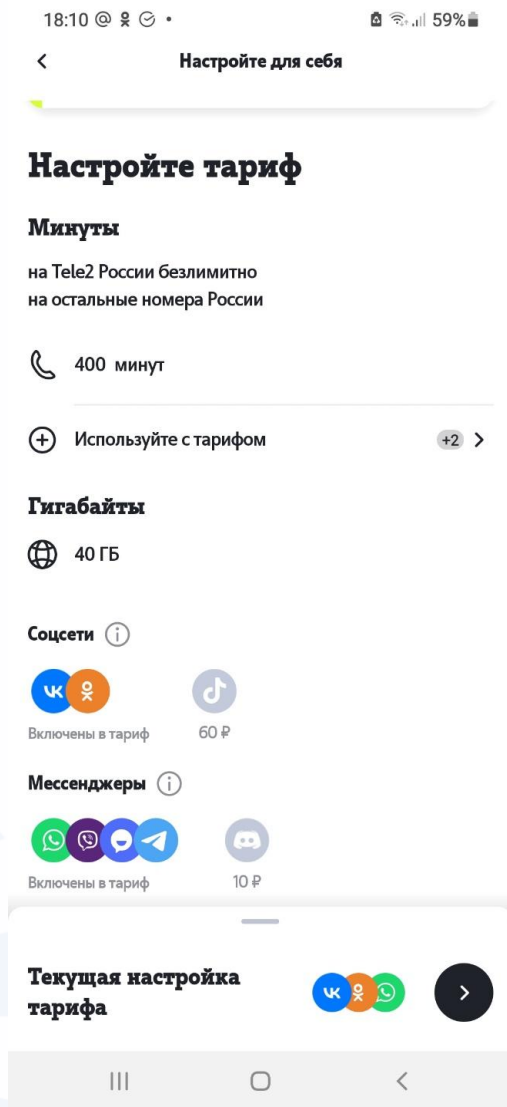 18:10 59%
Настройте для себя
Настройте тариф
Минуты
на Tele2 России безлимитно
на остальные номера России
400 минут
Используйте с тарифом +2
Гигабайты
40 ГБ
Соцсети
Включены в тариф 60 ₽
Мессенджеры
Включены в тариф 10 ₽
Текущая настройка
тарифа